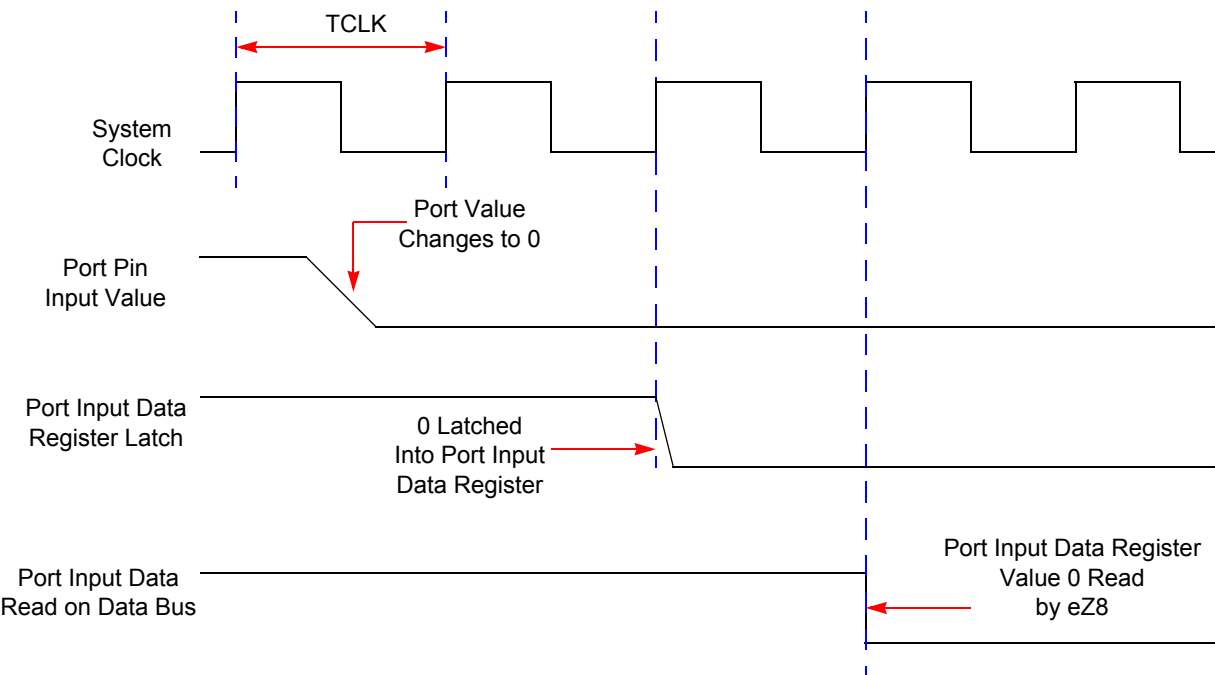 TCLK
System
Clock
Port Value
Changes to 0
Port Pin
Input Value
Port Input Data
Register Latch
0 Latched
Into Port Input
Data Register
Port Input Data
Read on Data Bus
Port Input Data Register
Value 0 Read
by eZ8